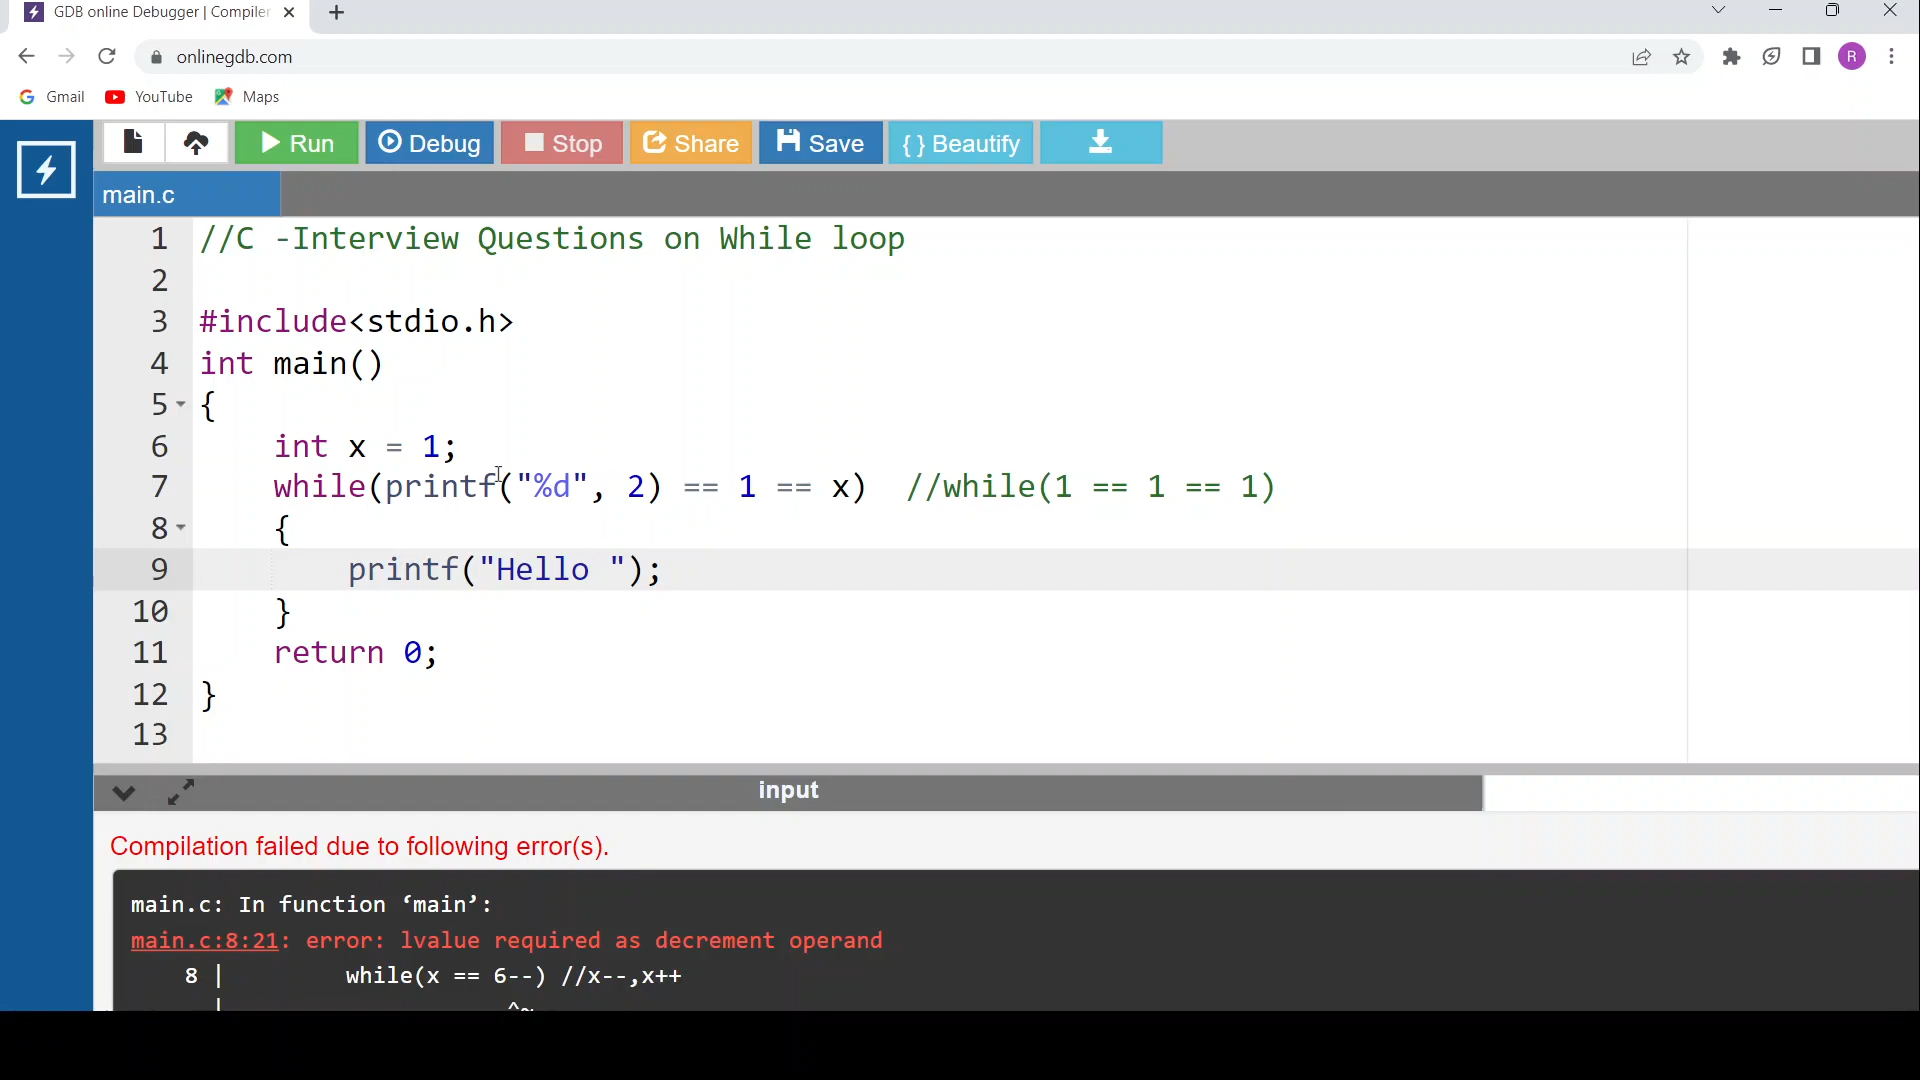 GDB online Debugger | Compiler
onlinegdb.com
R
Gmail YouTube Maps
Run Debug Stop Share Save { } Beautify
main.c
1 //C -Interview Questions on While loop
2
3 #include<stdio.h>
4 int main()
5 {
6 int x = 1;
7 while(printf("%d", 2) == 1 == x) //while(1 == 1 == 1)
8 {
9 printf("Hello ");
10 }
11 return 0;
12 }
13
input
Compilation failed due to following error(s).
main.c: In function ‘main’:
main.c:8:21: error: lvalue required as decrement operand
8 | while(x == 6--) //x--,x++
| ^~